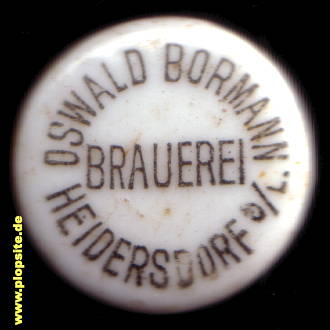 OSWALD BORMANN
BRAUEREI
HEIDERSDORF o/L.
www.plopsite.de